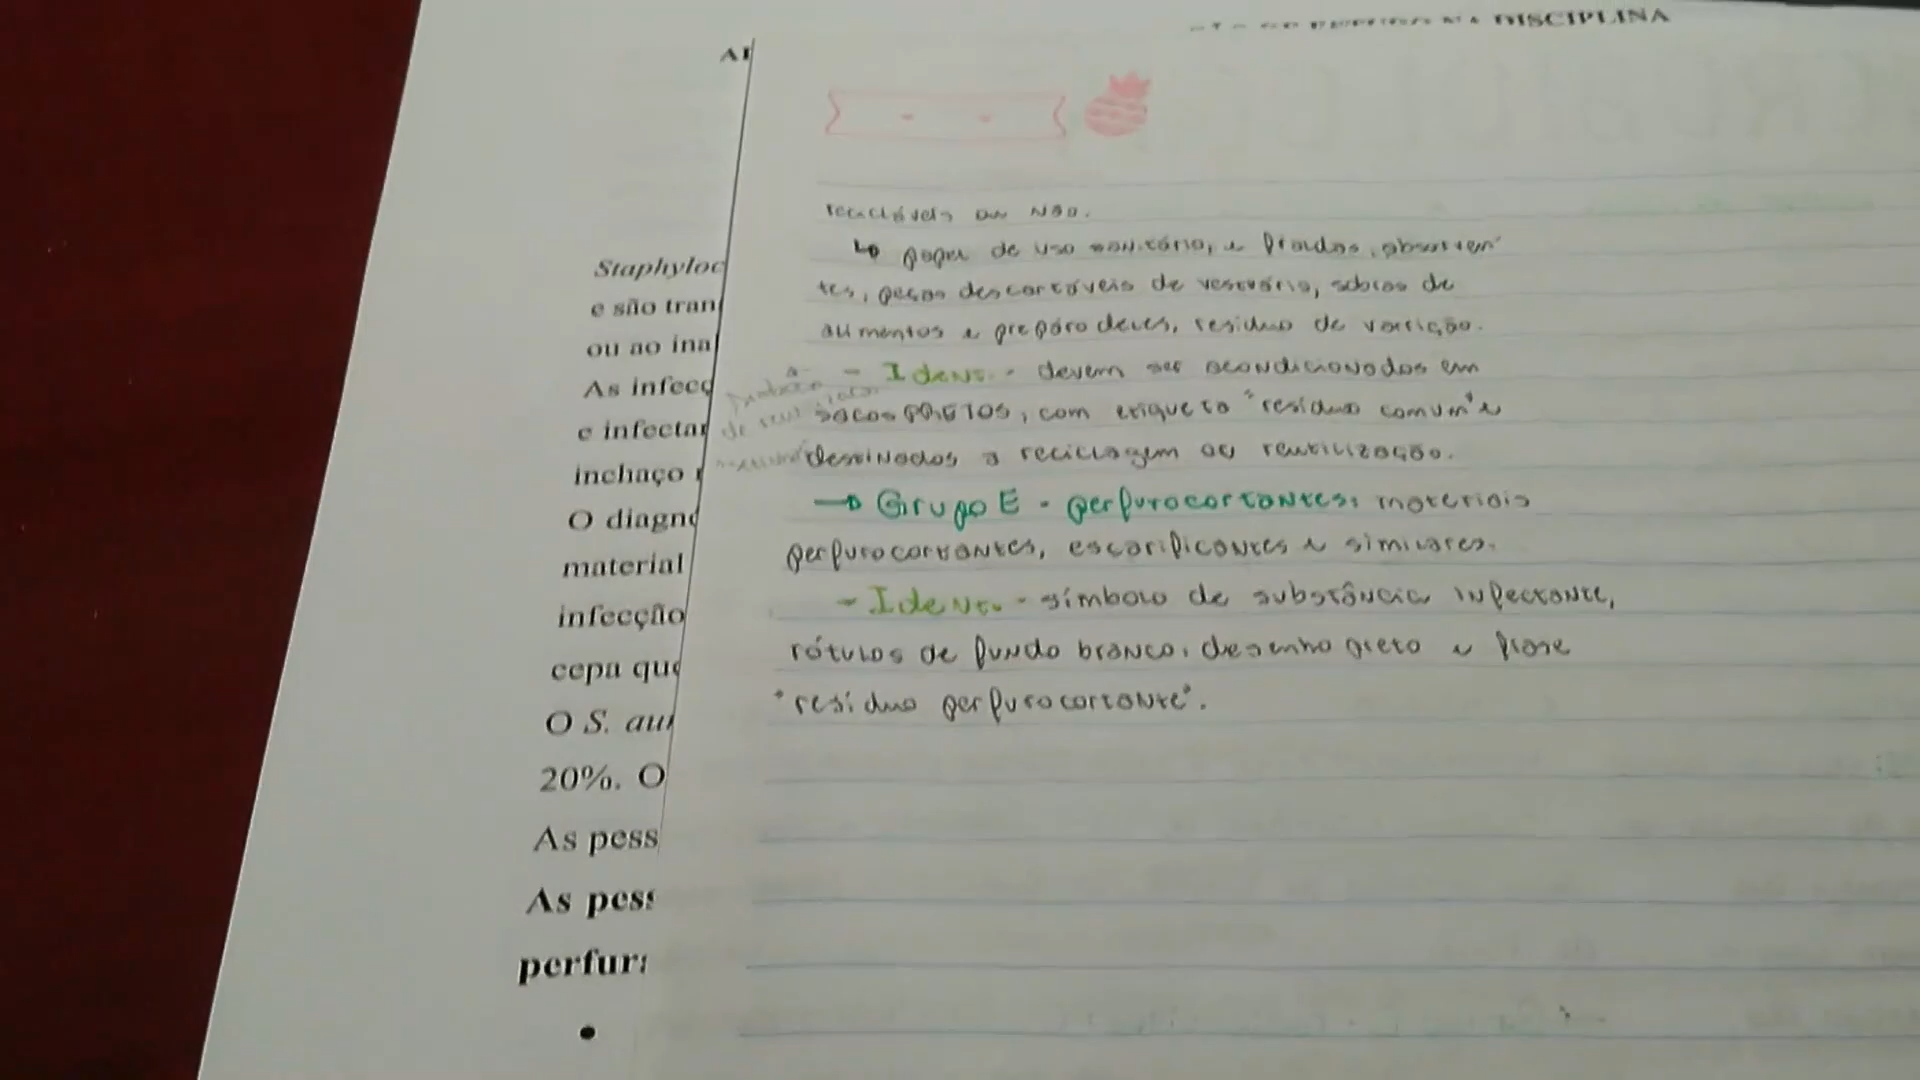 DISCIPLINA
recicláveis ou não.
↳ papel de uso sanitário, e fraldas, absorven-
tes, peças descartáveis de vestuário, sobras de
alimentos e preparo deles, resíduo de varrição.
- Ident. - devem ser acondicionados em
sacos PRETOS, com etiqueta "resíduo comum" e
destinados a reciclagem ou reutilização.
→ Grupo E - perfurocortantes: materiais
perfurocortantes, escarificantes e similares.
- Ident. - símbolo de substância infectante,
rótulos de fundo branco, desenho preto e frase
"resíduo perfurocortante".
Staphyloc
e são tran
ou ao ina
As infecç
e infectar
inchaço
O diagn
material
infecção
cepa que
O S. au
20%. O
As pess
As pess
perfur
•